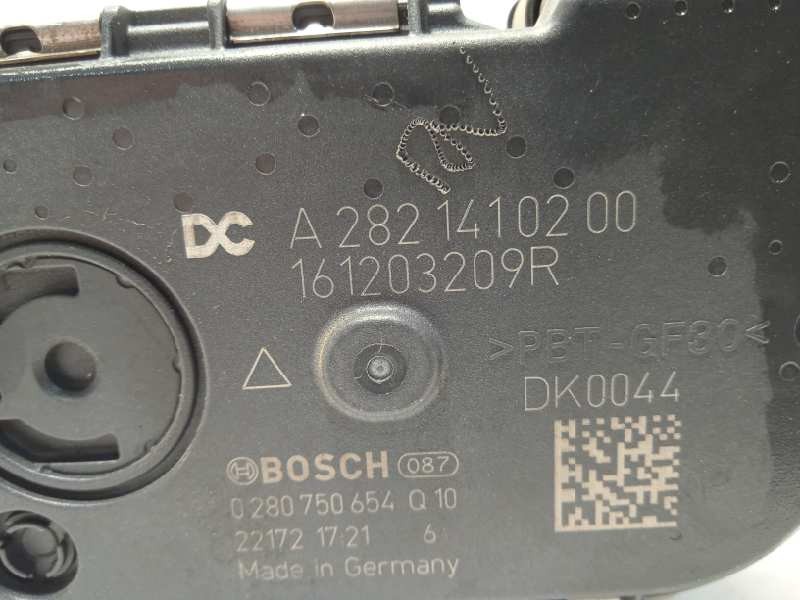 DC A 282 141 02 00
161203209R
>PBT-GF30<
DK0044
BOSCH 087
0 280 750 654 Q 10
22172 17:21 6
Made in Germany